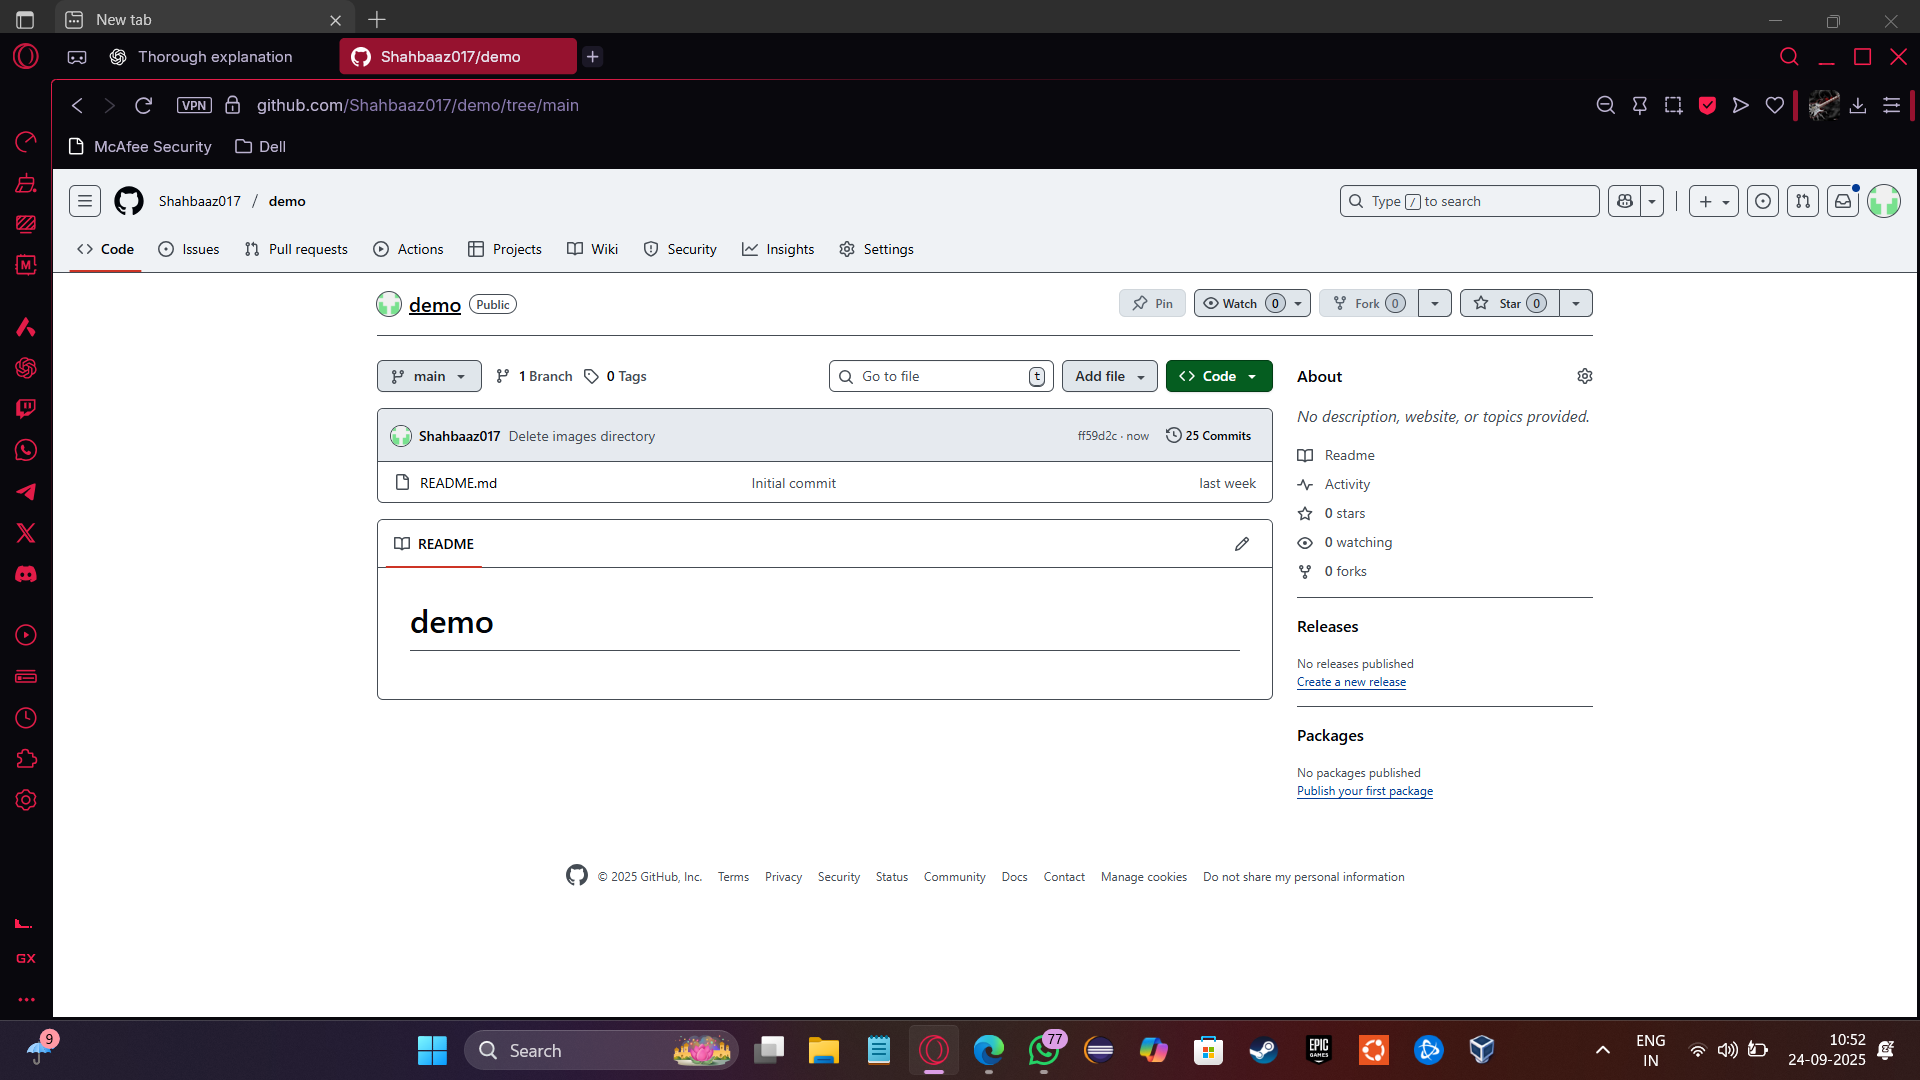 New tab
Thorough explanation
Shahbaaz017/demo
VPN
github.com/Shahbaaz017/demo/tree/main
McAfee Security
Dell
Shahbaaz017 / demo
Type / to search
Code
Issues
Pull requests
Actions
Projects
Wiki
Security
Insights
Settings
demo
Public
Pin
Watch 0
Fork 0
Star 0
main
1 Branch
0 Tags
Go to file
t
Add file
Code
Shahbaaz017 Delete images directory
ff59d2c · now
25 Commits
README.md
Initial commit
last week
README
demo
About
No description, website, or topics provided.
Readme
Activity
0 stars
0 watching
0 forks
Releases
No releases published
Create a new release
Packages
No packages published
Publish your first package
© 2025 GitHub, Inc.
Terms
Privacy
Security
Status
Community
Docs
Contact
Manage cookies
Do not share my personal information
M
GX
9
Search
77
EPIC
GAMES
ENG
IN
10:52
24-09-2025